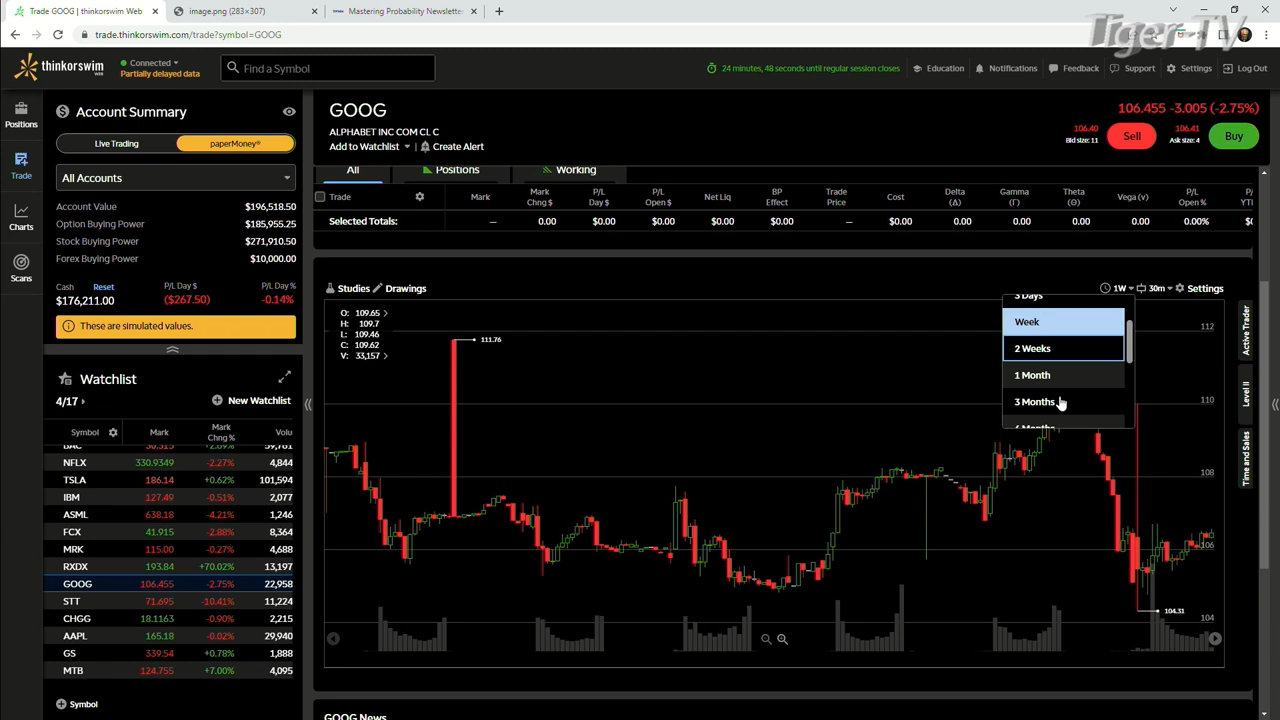 Trade GOOG | thinkorswim Web
image.png (283×307)
Mastering Probability Newsletter
trade.thinkorswim.com/trade?symbol=GOOG
Tiger-TV
thinkorswim
WEB
Connected
Partially delayed data
Find a Symbol
24 minutes, 48 seconds until regular session closes
Education
Notifications
Feedback
Support
Settings
Log Out
Positions
Trade
Charts
Scans
Account Summary
Live Trading
paperMoney®
All Accounts
Account Value $196,518.50
Option Buying Power $185,955.25
Stock Buying Power $271,910.50
Forex Buying Power $10,000.00
Cash Reset P/L Day $ P/L Day %
$176,211.00 ($267.50) -0.14%
These are simulated values.
Watchlist
4/17
New Watchlist
Symbol Mark Mark Chng % Volu
BAC 30.315 +2.69% 59,761
NFLX 330.9349 -2.27% 4,844
TSLA 186.14 +0.62% 101,594
IBM 127.49 -0.51% 2,077
ASML 638.18 -4.21% 1,246
FCX 41.915 -2.88% 8,364
MRK 115.00 -0.27% 4,688
RXDX 193.84 +70.02% 13,197
GOOG 106.455 -2.75% 22,958
STT 71.695 -10.41% 11,224
CHGG 18.1163 -0.90% 2,215
AAPL 165.18 -0.02% 29,940
GS 339.54 +0.78% 1,888
MTB 124.755 +7.00% 4,095
Symbol
GOOG
ALPHABET INC COM CL C
Add to Watchlist | Create Alert
106.455 -3.005 (-2.75%)
106.40
Bid size: 11
Sell
106.41
Ask size: 4
Buy
All
Positions
Working
Trade Mark Mark Chng $ P/L Day $ P/L Open $ Net Liq BP Effect Trade Price Cost Delta (Δ) Gamma (Γ) Theta (Θ) Vega (v) P/L Open % P/ YTI
Selected Totals: — 0.00 $0.00 $0.00 $0.00 $0.00 — $0.00 0.00 0.00 0.00 0.00 0.00% $0
Studies
Drawings
1W
30m
Settings
O: 109.65
H: 109.7
L: 109.46
C: 109.62
V: 33,157
111.76
3 Days
Week
2 Weeks
1 Month
3 Months
112
110
108
106
104
104.31
Active Trader
Level II
Time and Sales
GOOG News